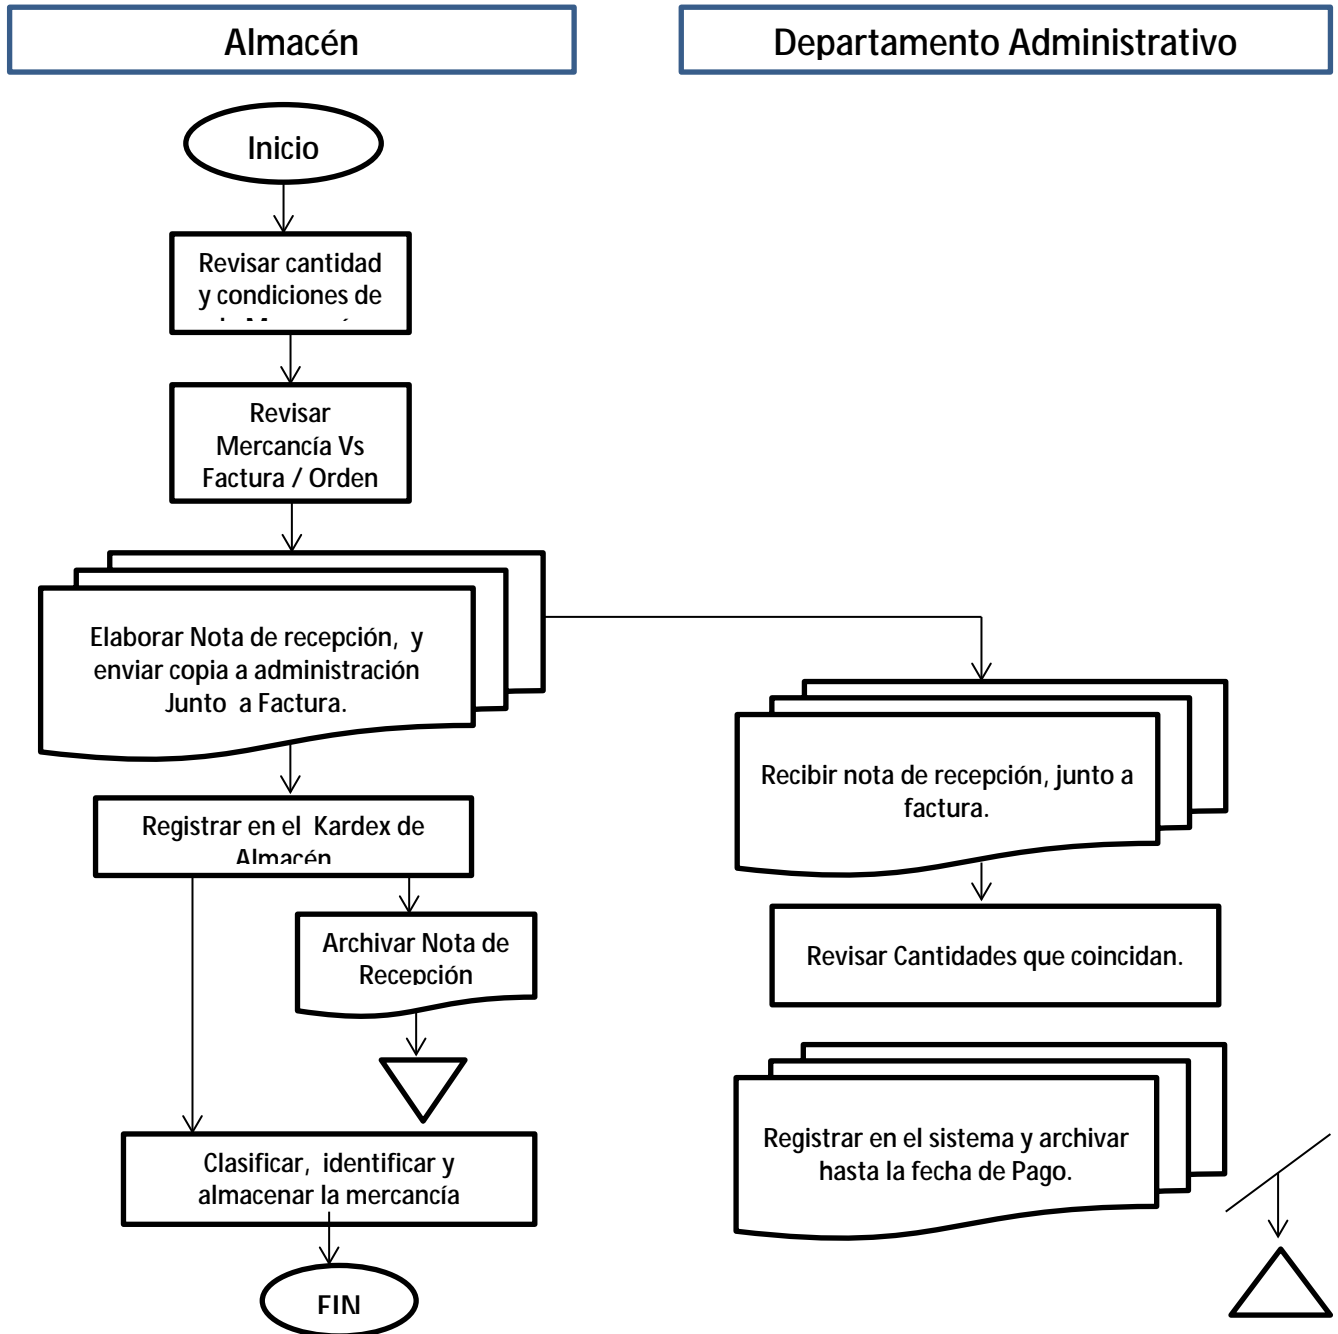 Almacén
Departamento Administrativo
Inicio
Revisar cantidad
y condiciones de
Revisar
Mercancía Vs
Factura / Orden
Elaborar Nota de recepción, y
enviar copia a administración
Junto a Factura.
Registrar en el Kardex de
Almacén
Archivar Nota de
Recepción
Clasificar, identificar y
almacenar la mercancía
FIN
Recibir nota de recepción, junto a
factura.
Revisar Cantidades que coincidan.
Registrar en el sistema y archivar
hasta la fecha de Pago.